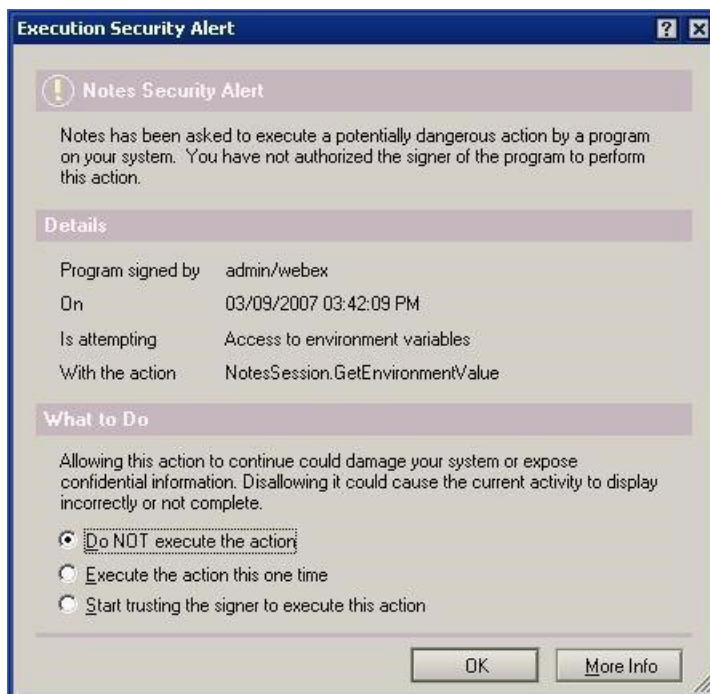 Execution Security Alert
Notes Security Alert
Notes has been asked to execute a potentially dangerous action by a program
on your system. You have not authorized the signer of the program to perform
this action.
Details
Program signed by admin/webex
On 03/09/2007 03:42:09 PM
Is attempting Access to environment variables
With the action NotesSession.GetEnvironmentValue
What to Do
Allowing this action to continue could damage your system or expose
confidential information. Disallowing it could cause the current activity to display
incorrectly or not complete.
Do NOT execute the action
Execute the action this one time
Start trusting the signer to execute this action
OK More Info